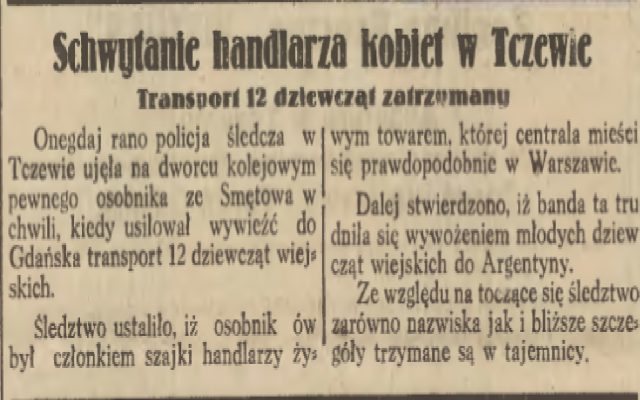 Schwytanie handlarza kobiet w Tczewie
Transport 12 dziewcząt zatrzymany
Onegdaj rano policja śledcza w
Tczewie ujęła na dworcu kolejowym
pewnego osobnika ze Smętowa w
chwili, kiedy usilował wywieźć do
Gdańska transport 12 dziewcząt wiej-
skich.
Śledztwo ustaliło, iż osobnik ów
był członkiem szajki handlarzy ży-
wym towarem, której centrala mieści
się prawdopodobnie w Warszawie.
Dalej stwierdzono, iż banda ta tru
dniła się wywożeniem młodych dziew
cząt wiejskich do Argentyny.
Ze względu na toczące się śledztwo
zarówno nazwiska jak i bliższe szcze-
góły trzymane są w tajemnicy.